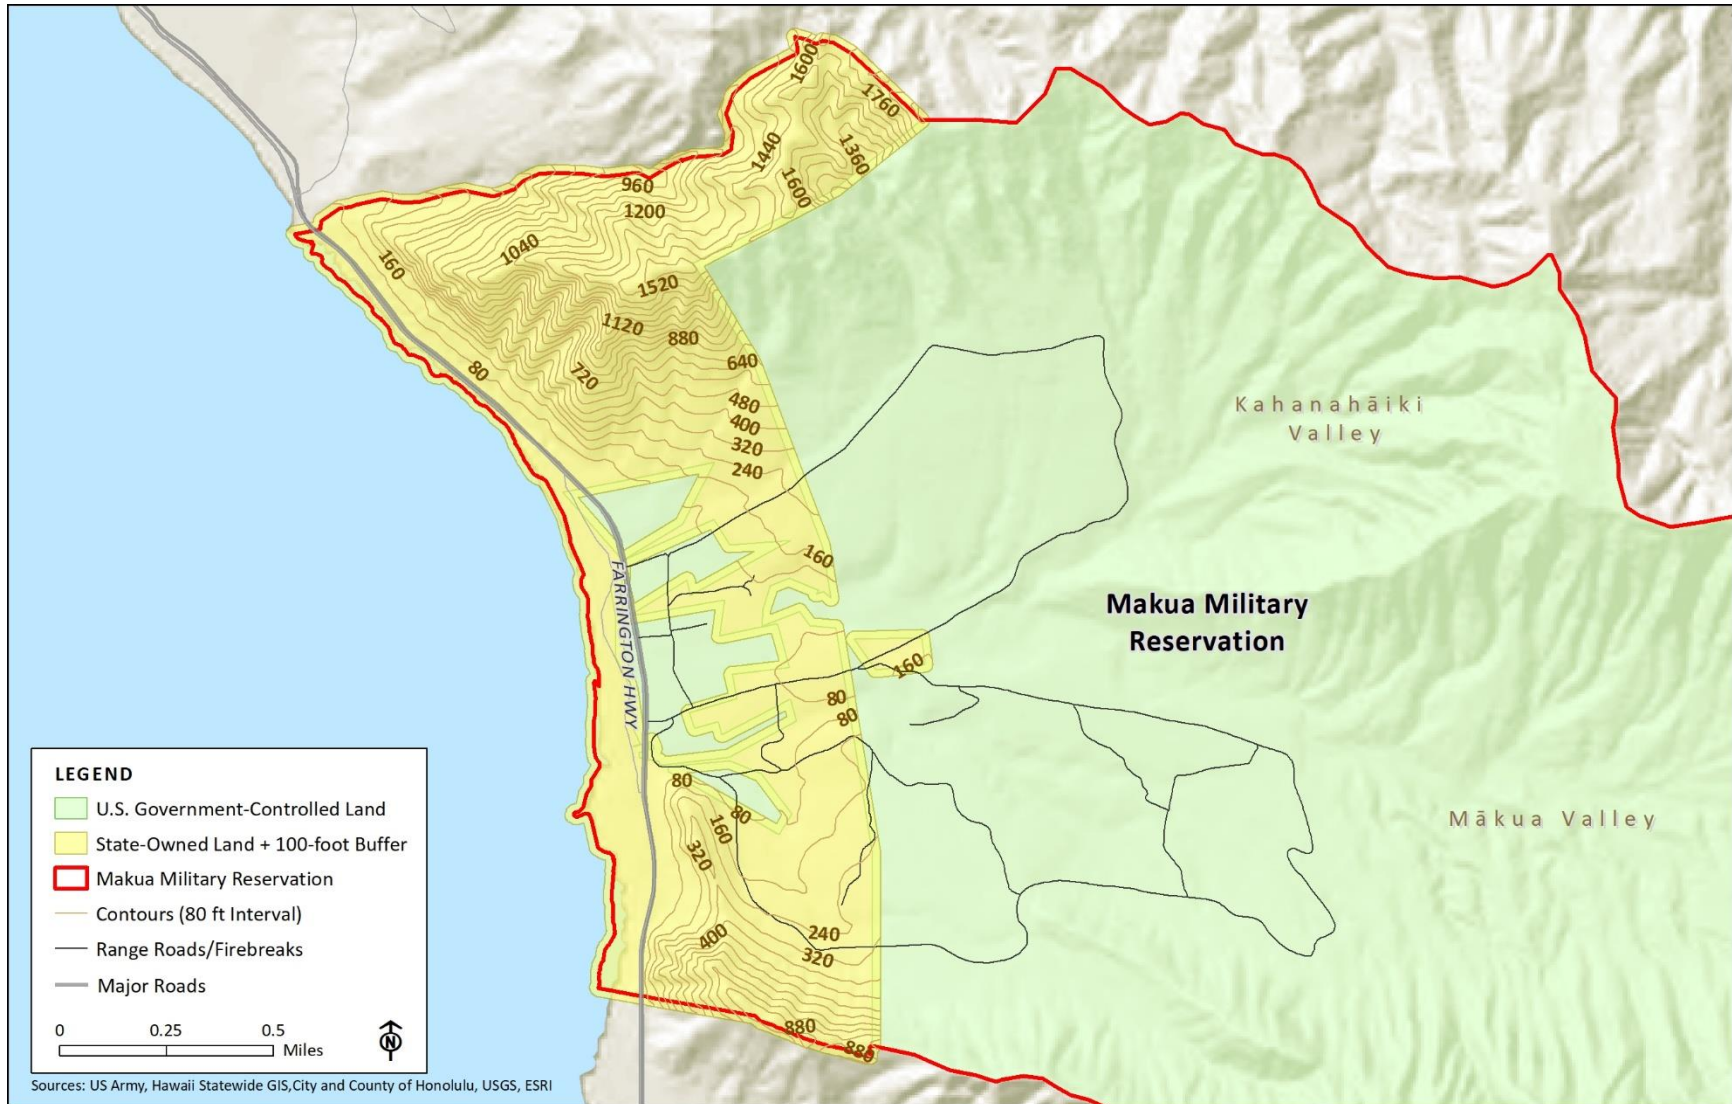 1600
1760
1440
1360
1600
960
1200
1040
160
1520
1120
880
640
80
720
480
400
320
240
160
Kahanahāiki
Valley
FARRINGTON HWY
Makua Military
Reservation
160
80
80
80
80
160
320
Mākua Valley
400
240
320
880
880
LEGEND
U.S. Government-Controlled Land
State-Owned Land + 100-foot Buffer
Makua Military Reservation
Contours (80 ft Interval)
Range Roads/Firebreaks
Major Roads
0 0.25 0.5
Miles
N
Sources: US Army, Hawaii Statewide GIS,City and County of Honolulu, USGS, ESRI